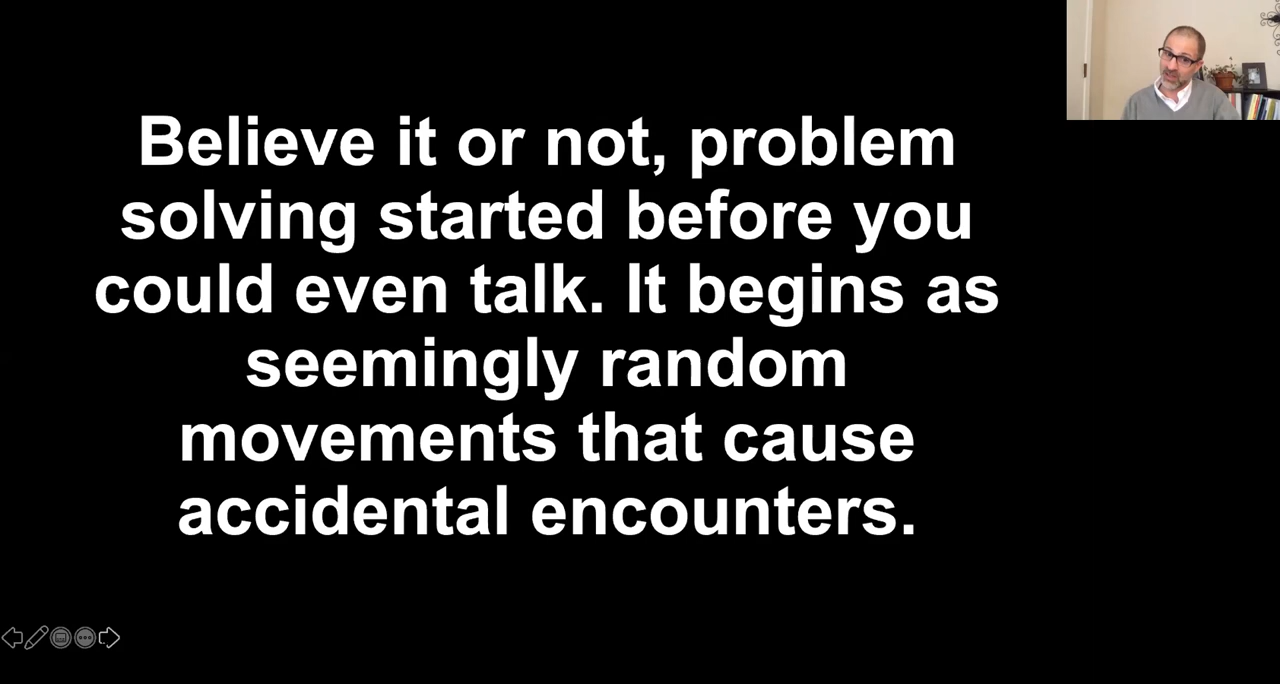 Believe it or not, problem
solving started before you
could even talk. It begins as
seemingly random
movements that cause
accidental encounters.